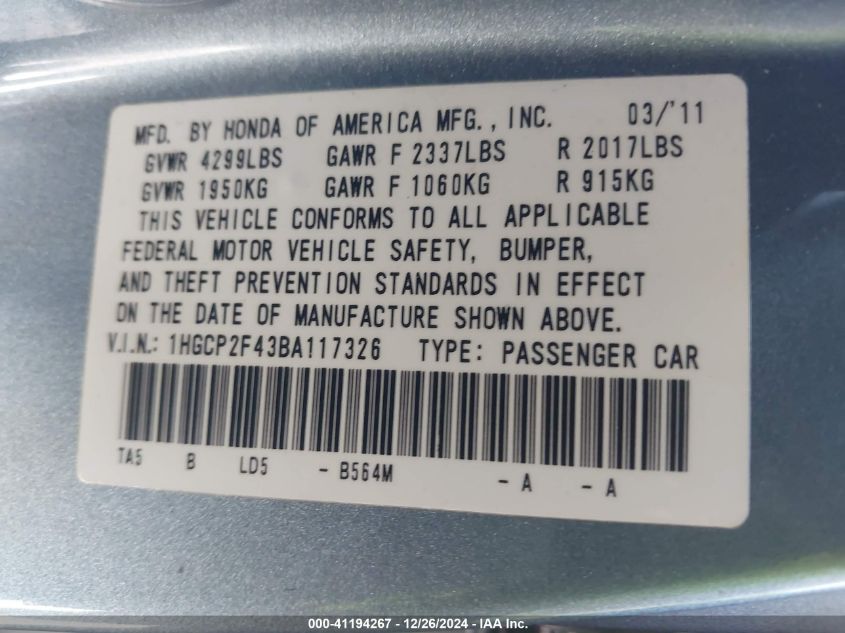 MFD. BY HONDA OF AMERICA MFG., INC. 03/'11
GVWR 4299LBS GAWR F 2337LBS R 2017LBS
GVWR 1950KG GAWR F 1060KG R 915KG
THIS VEHICLE CONFORMS TO ALL APPLICABLE
FEDERAL MOTOR VEHICLE SAFETY, BUMPER,
AND THEFT PREVENTION STANDARDS IN EFFECT
ON THE DATE OF MANUFACTURE SHOWN ABOVE.
V.I.N.: 1HGCP2F43BA117326 TYPE: PASSENGER CAR
TA5 B LD5 - B564M - A - A
000-41194267 - 12/26/2024 - IAA Inc.